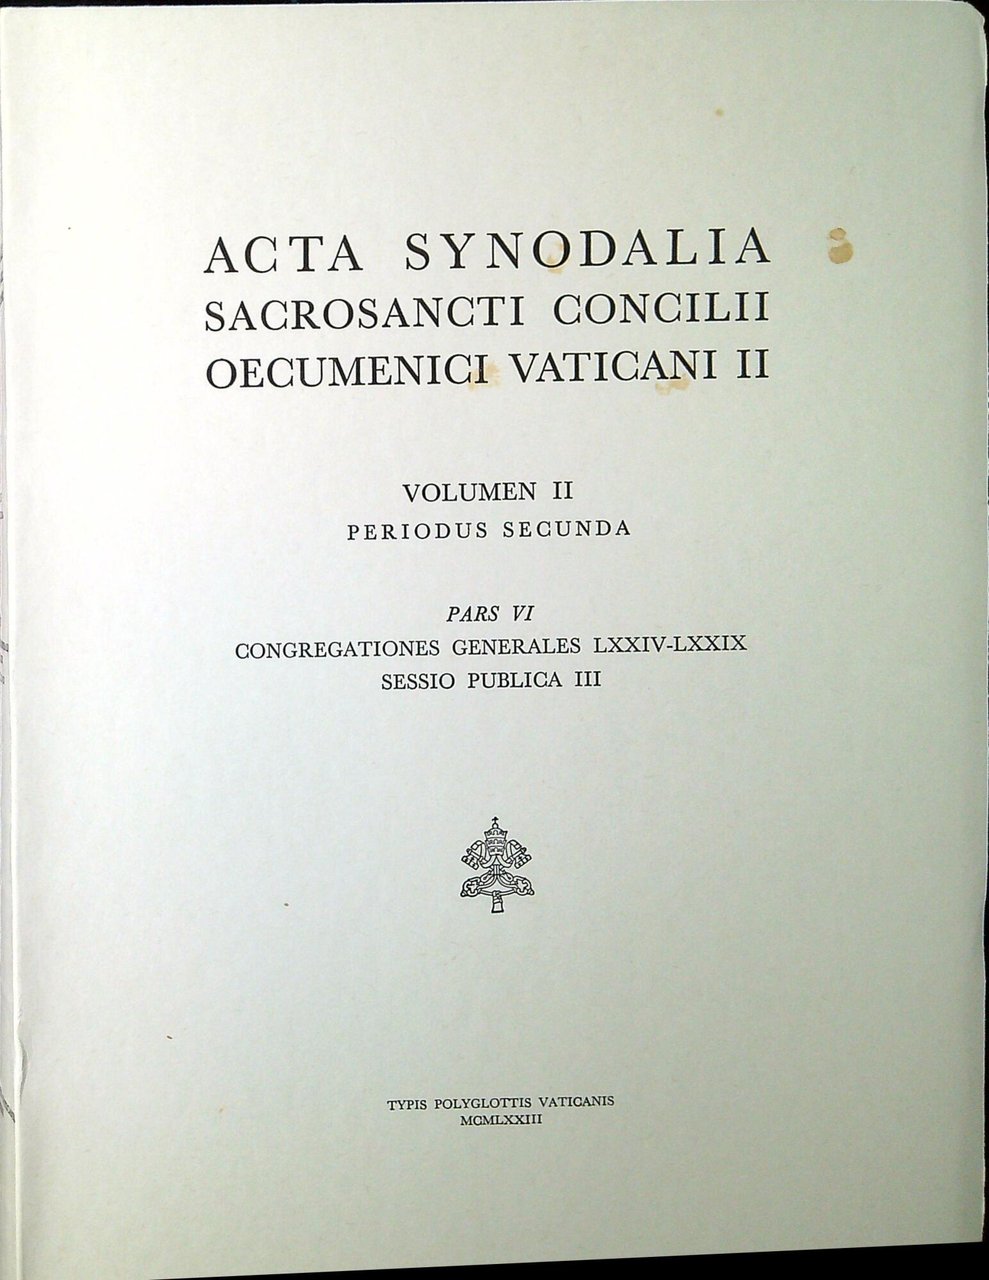 ACTA SYNODALIA
SACROSANCTI CONCILII
OECUMENICI VATICANI II
VOLUMEN II
PERIODUS SECUNDA
PARS VI
CONGREGATIONES GENERALES LXXIV-LXXIX
SESSIO PUBLICA III
TYPIS POLYGLOTTIS VATICANIS
MCMLXXIII